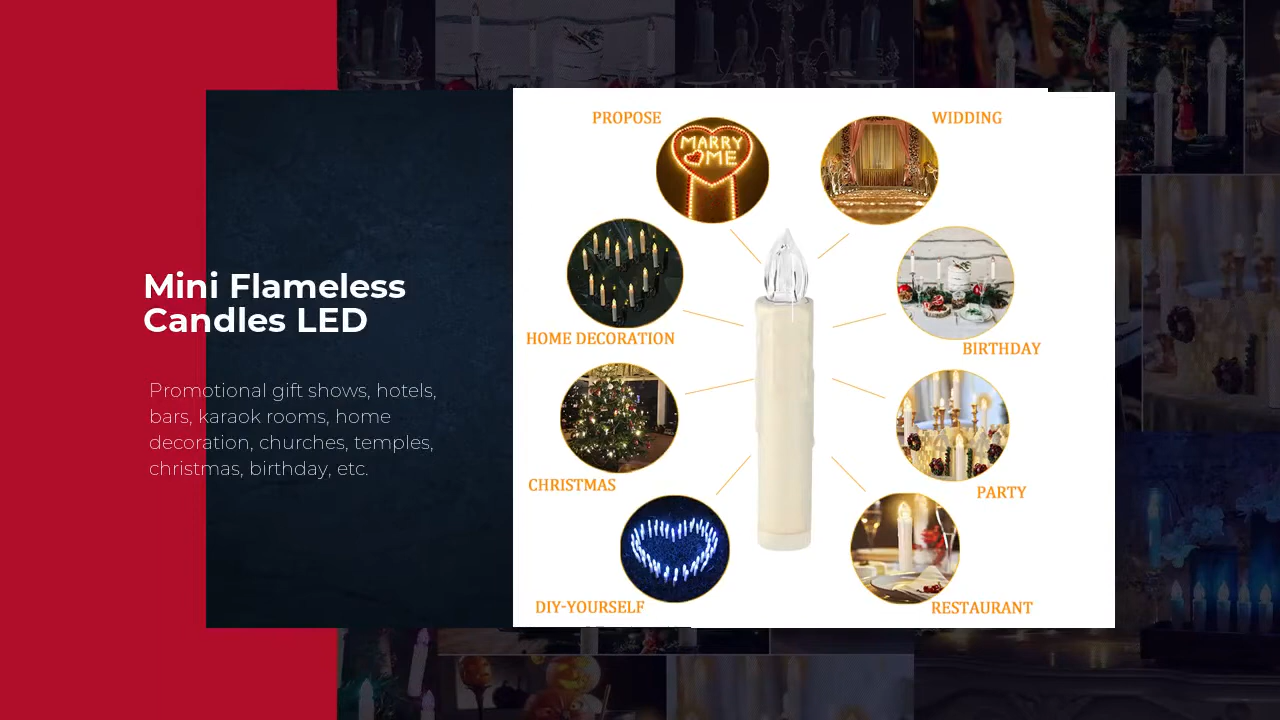 Mini Flameless
Candles LED
Promotional gift shows, hotels,
bars, karaok rooms, home
decoration, churches, temples,
christmas, birthday, etc.
PROPOSE
MARRY
ME
WIDDING
HOME DECORATION
BIRTHDAY
CHRISTMAS
PARTY
DIY-YOURSELF
RESTAURANT